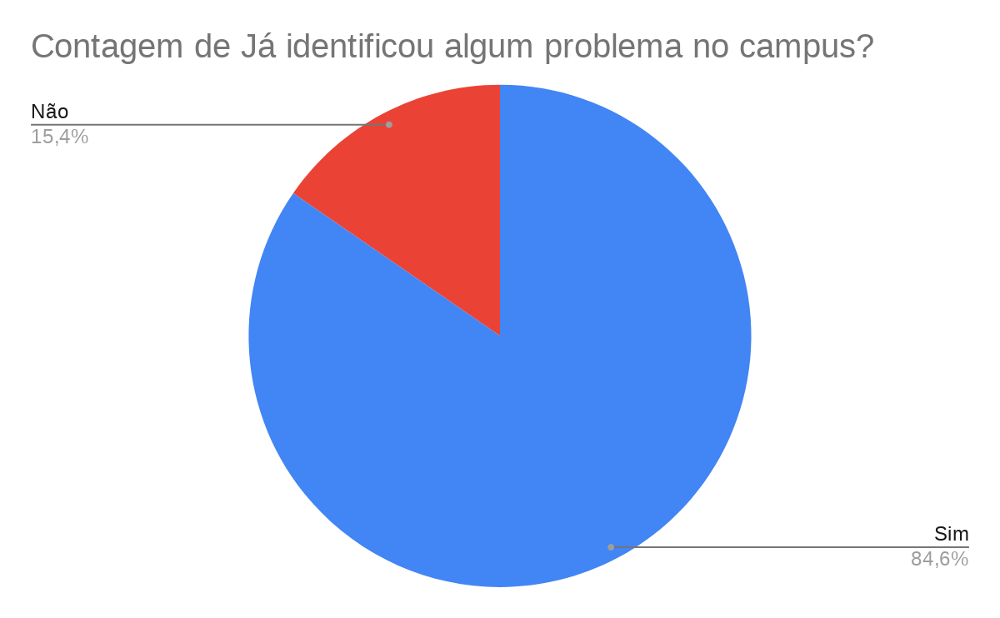 Contagem de Já identificou algum problema no campus?
Não
15,4%
Sim
84,6%